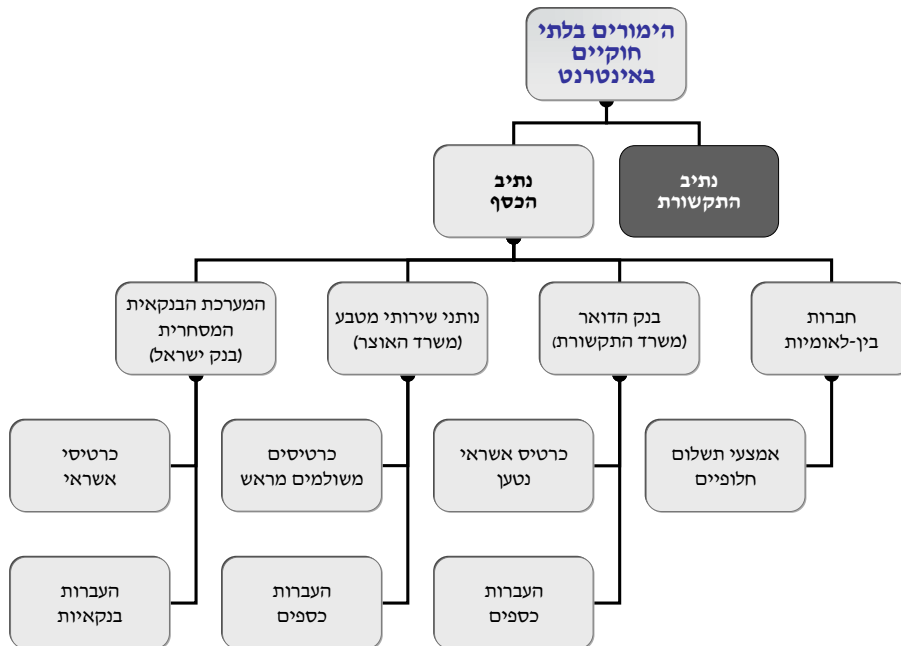 הימורים בלתי
חוקיים
באינטרנט
נתיב
התקשורת
נתיב
הכסף
חברות
בין-לאומיות
בנק הדואר
(משרד התקשורת)
נותני שירותי מטבע
(משרד האוצר)
המערכת הבנקאית
המסחרית
(בנק ישראל)
אמצעי תשלום
חלופיים
כרטיס אשראי
נטען
כרטיסים
משולמים מראש
כרטיסי
אשראי
העברות
כספים
העברות
כספים
העברות
בנקאיות